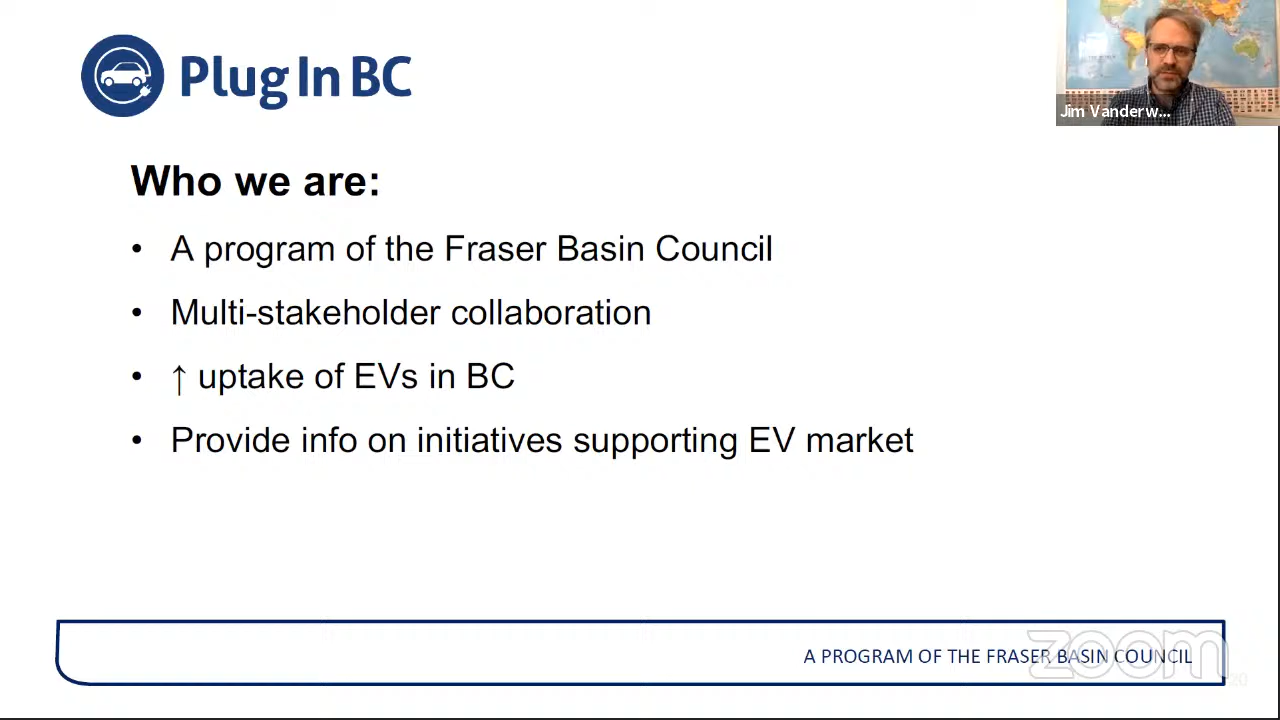 Plug In BC
Jim Vanderw...
Who we are:
• A program of the Fraser Basin Council
• Multi-stakeholder collaboration
• ↑ uptake of EVs in BC
• Provide info on initiatives supporting EV market
A PROGRAM OF THE FRASER BASIN COUNCIL
zoom
20